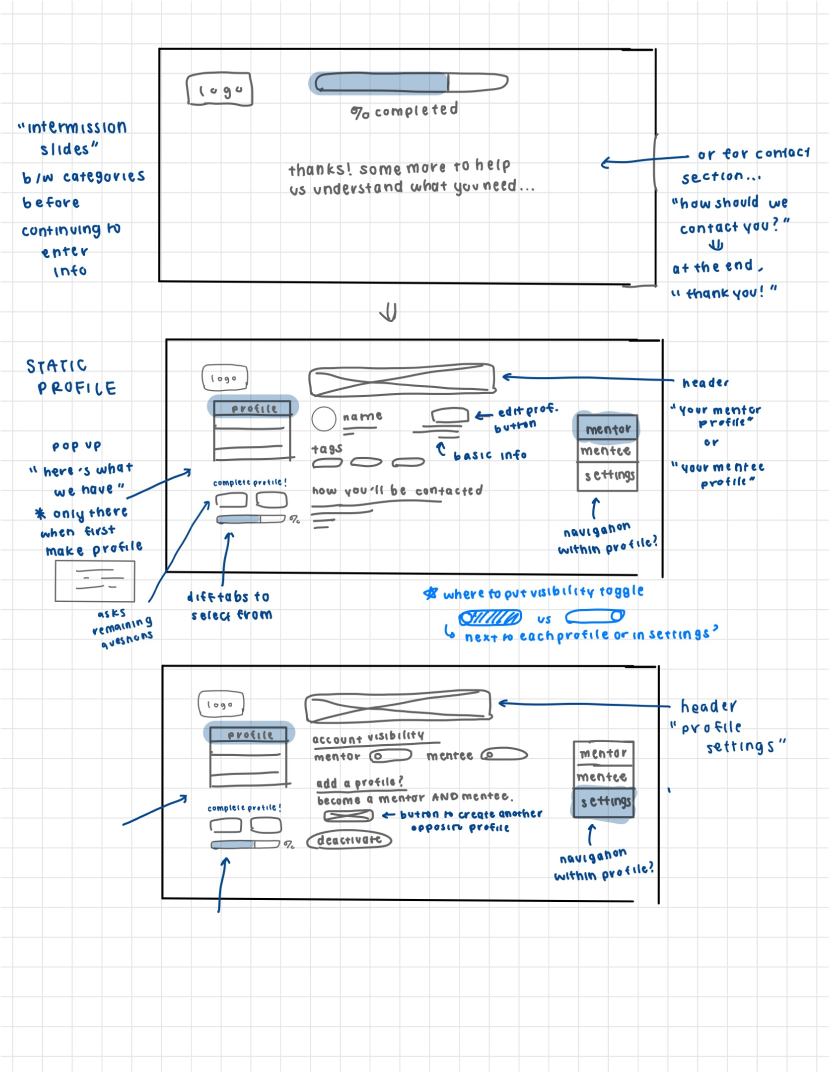 logo
% completed
thanks! some more to help
us understand what you need...
"intermission
slides"
b/w categories
before
continuing to
enter
info
or for contact
section...
"how should we
contact you?"
at the end,
"thank you!"
STATIC
PROFILE
logo
profile
name
edit prof.
button
basic info
tags
how you'll be contacted
complete profile!
%
mentor
mentee
settings
header
"your mentor
profile"
or
"your mentee
profile"
navigation
within profile?
pop up
"here's what
we have"
* only there
when first
make profile
asks
remaining
questions
diff tabs to
select from
☆ where to put visibility toggle
vs
next to each profile or in settings?
logo
profile
complete profile!
%
account visibility
mentor
mentee
add a profile?
become a mentor AND mentee.
button to create another
opposite profile
deactivate
mentor
mentee
settings
header
"profile
settings"
navigation
within profile?